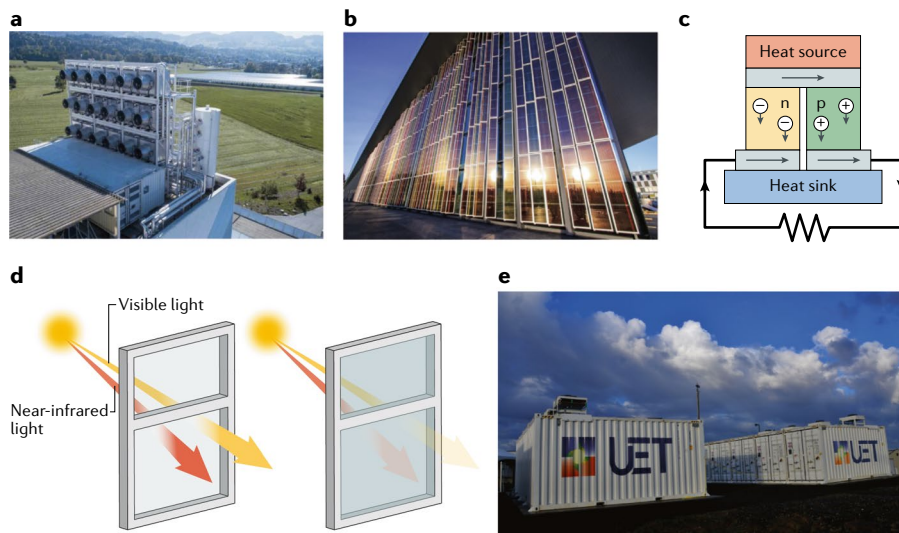 a
b
c
Heat source
n
p
− +
− +
Heat sink
d
Visible light
Near-infrared
light
e
UET
UET